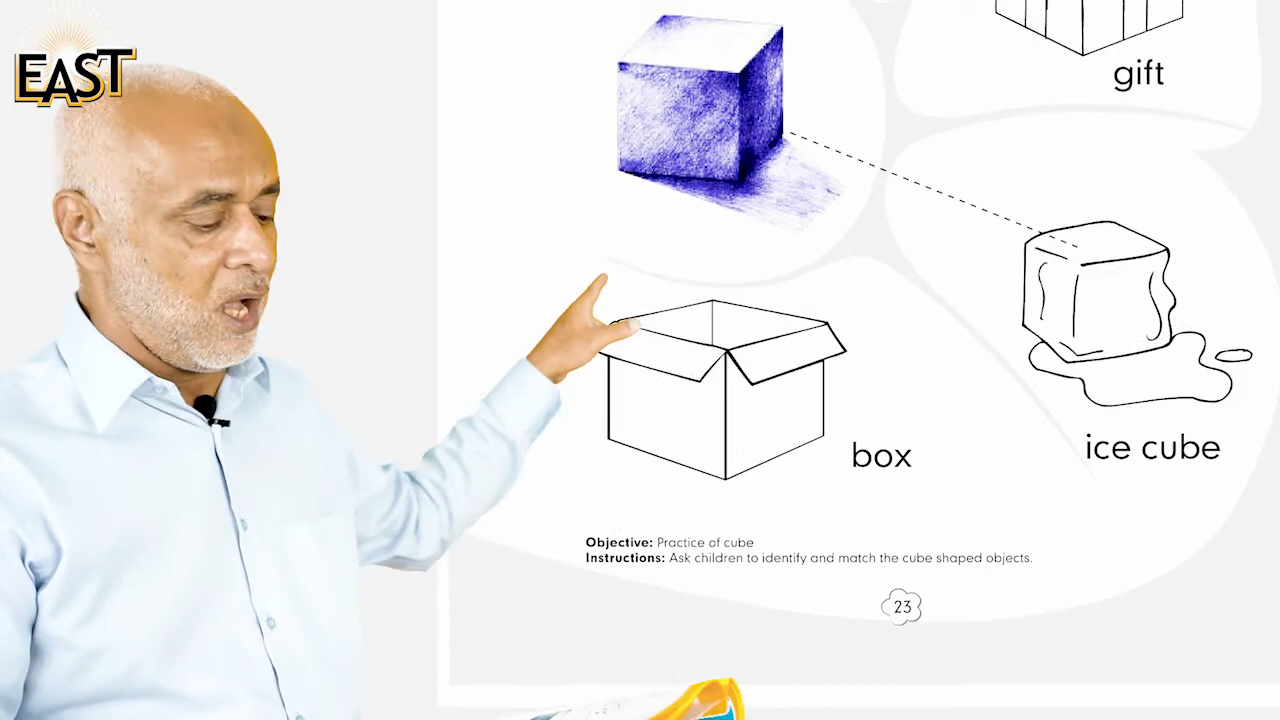 EAST
gift
ice cube
box
Objective: Practice of cube
Instructions: Ask children to identify and match the cube shaped objects.
23